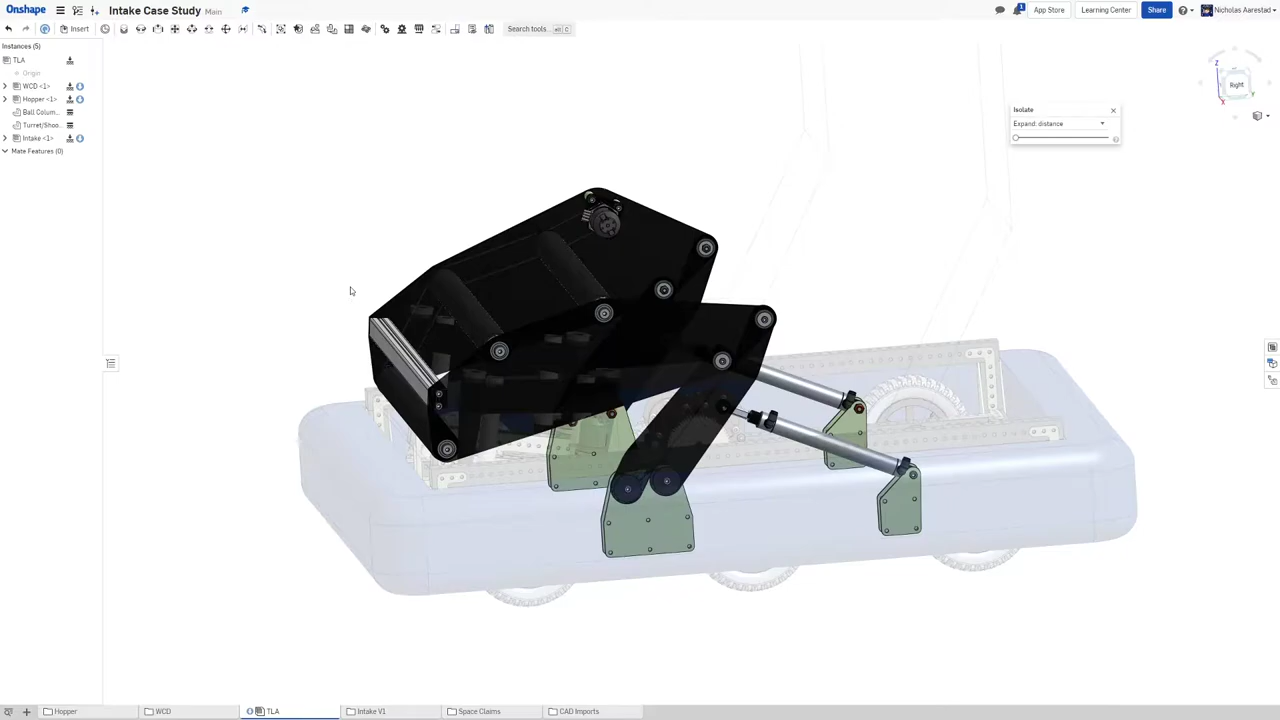 Onshape Intake Case Study Main App Store Learning Center Share Nicholas Aarestad
Insert Search tools... alt C
Instances (5)
TLA
Origin
WCD <1>
Hopper <1>
Ball Colum...
Turret/Shoo...
Intake <1>
Mate Features (0)
Isolate
Expand: distance
Z
Right
Y
X
Hopper WCD TLA Intake V1 Space Claims CAD Imports